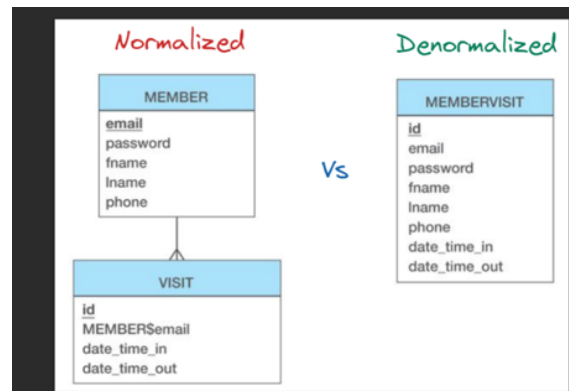 Normalized
MEMBER
email
password
fname
lname
phone
VISIT
id
MEMBER$email
date_time_in
date_time_out
Vs
Denormalized
MEMBERVISIT
id
email
password
fname
lname
phone
date_time_in
date_time_out